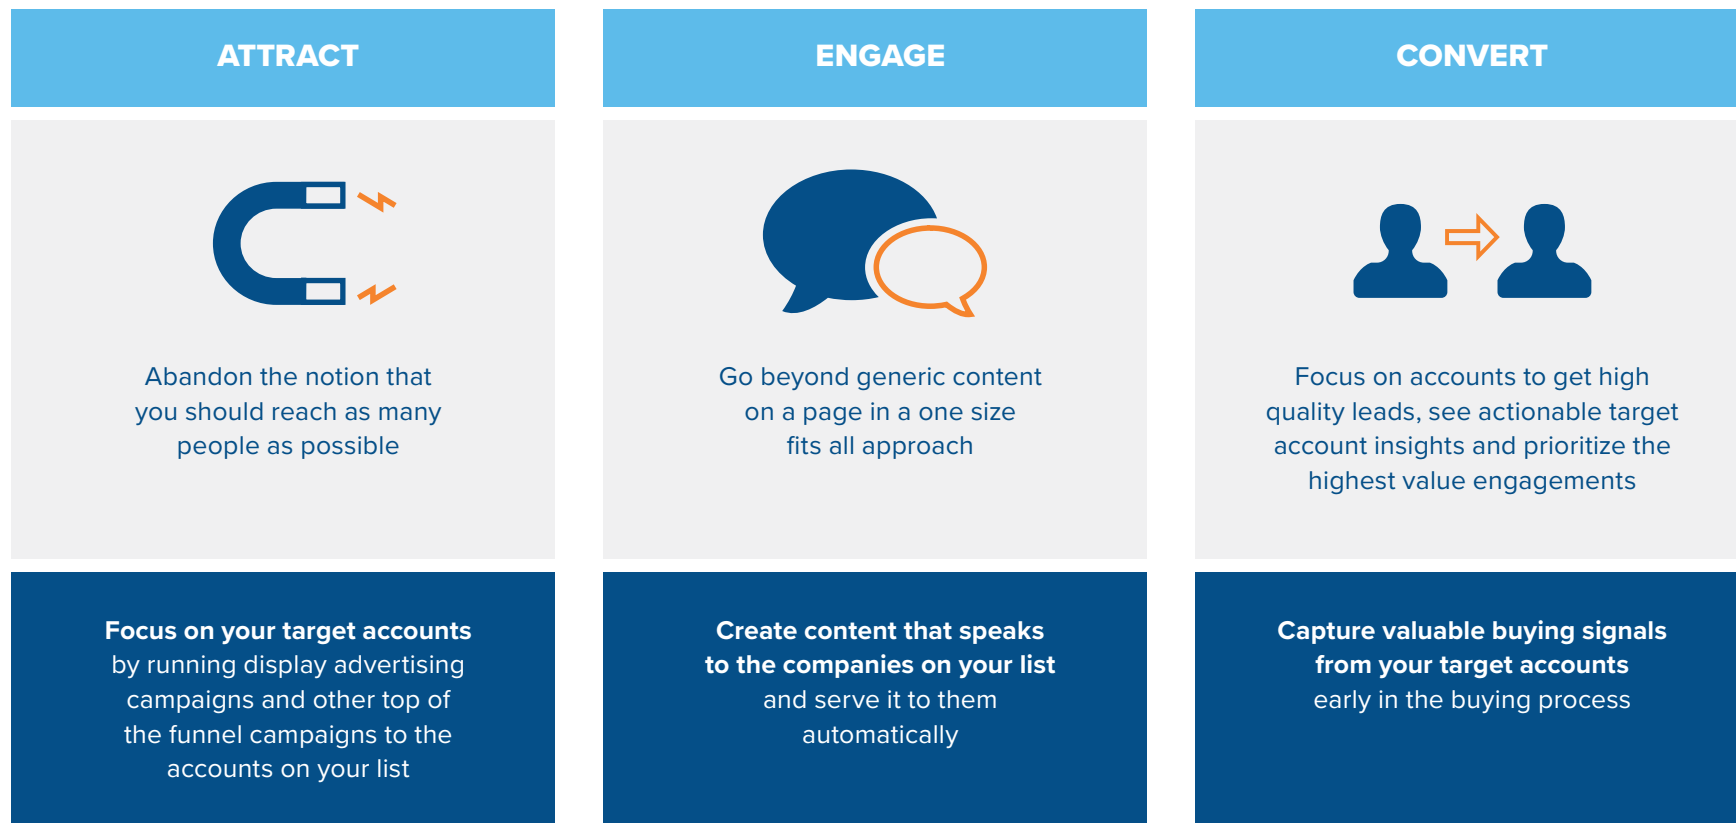 ATTRACT
Abandon the notion that
you should reach as many
people as possible
Focus on your target accounts
by running display advertising
campaigns and other top of
the funnel campaigns to the
accounts on your list
ENGAGE
Go beyond generic content
on a page in a one size
fits all approach
Create content that speaks
to the companies on your list
and serve it to them
automatically
CONVERT
Focus on accounts to get high
quality leads, see actionable target
account insights and prioritize the
highest value engagements
Capture valuable buying signals
from your target accounts
early in the buying process